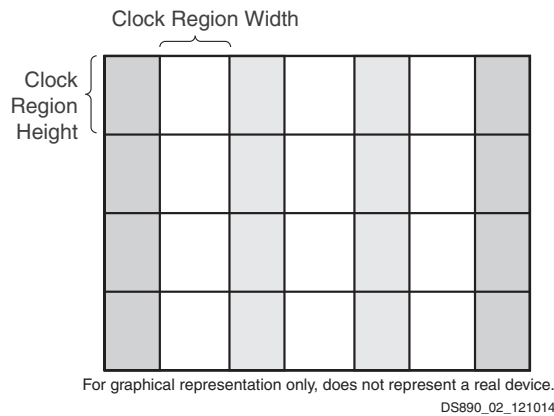 Clock Region Width
Clock
Region
Height
For graphical representation only, does not represent a real device.
DS890_02_121014